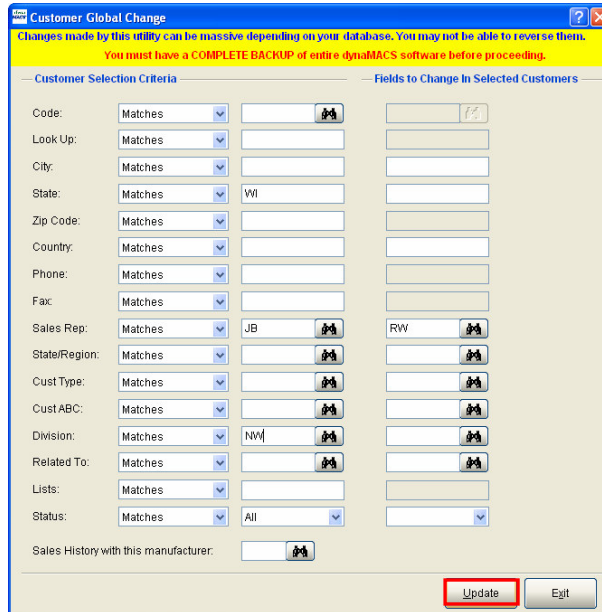 Customer Global Change
Changes made by this utility can be massive depending on your database. You may not be able to reverse them.
You must have a COMPLETE BACKUP of entire dynaMACS software before proceeding.
Customer Selection Criteria Fields to Change In Selected Customers
Code: Matches
Look Up: Matches
City: Matches
State: Matches WI
Zip Code: Matches
Country: Matches
Phone: Matches
Fax: Matches
Sales Rep: Matches JB RW
State/Region: Matches
Cust Type: Matches
Cust ABC: Matches
Division: Matches NW
Related To: Matches
Lists: Matches
Status: Matches All
Sales History with this manufacturer:
Update Exit